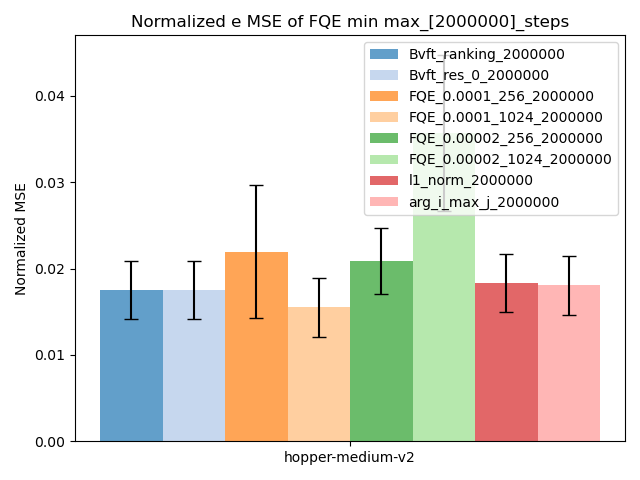 Normalized e MSE of FQE min max_[2000000]_steps
Bvft_ranking_2000000
Bvft_res_0_2000000
FQE_0.0001_256_2000000
FQE_0.0001_1024_2000000
FQE_0.00002_256_2000000
FQE_0.00002_1024_2000000
l1_norm_2000000
arg_i_max_j_2000000
Normalized MSE
0.04
0.03
0.02
0.01
0.00
hopper-medium-v2